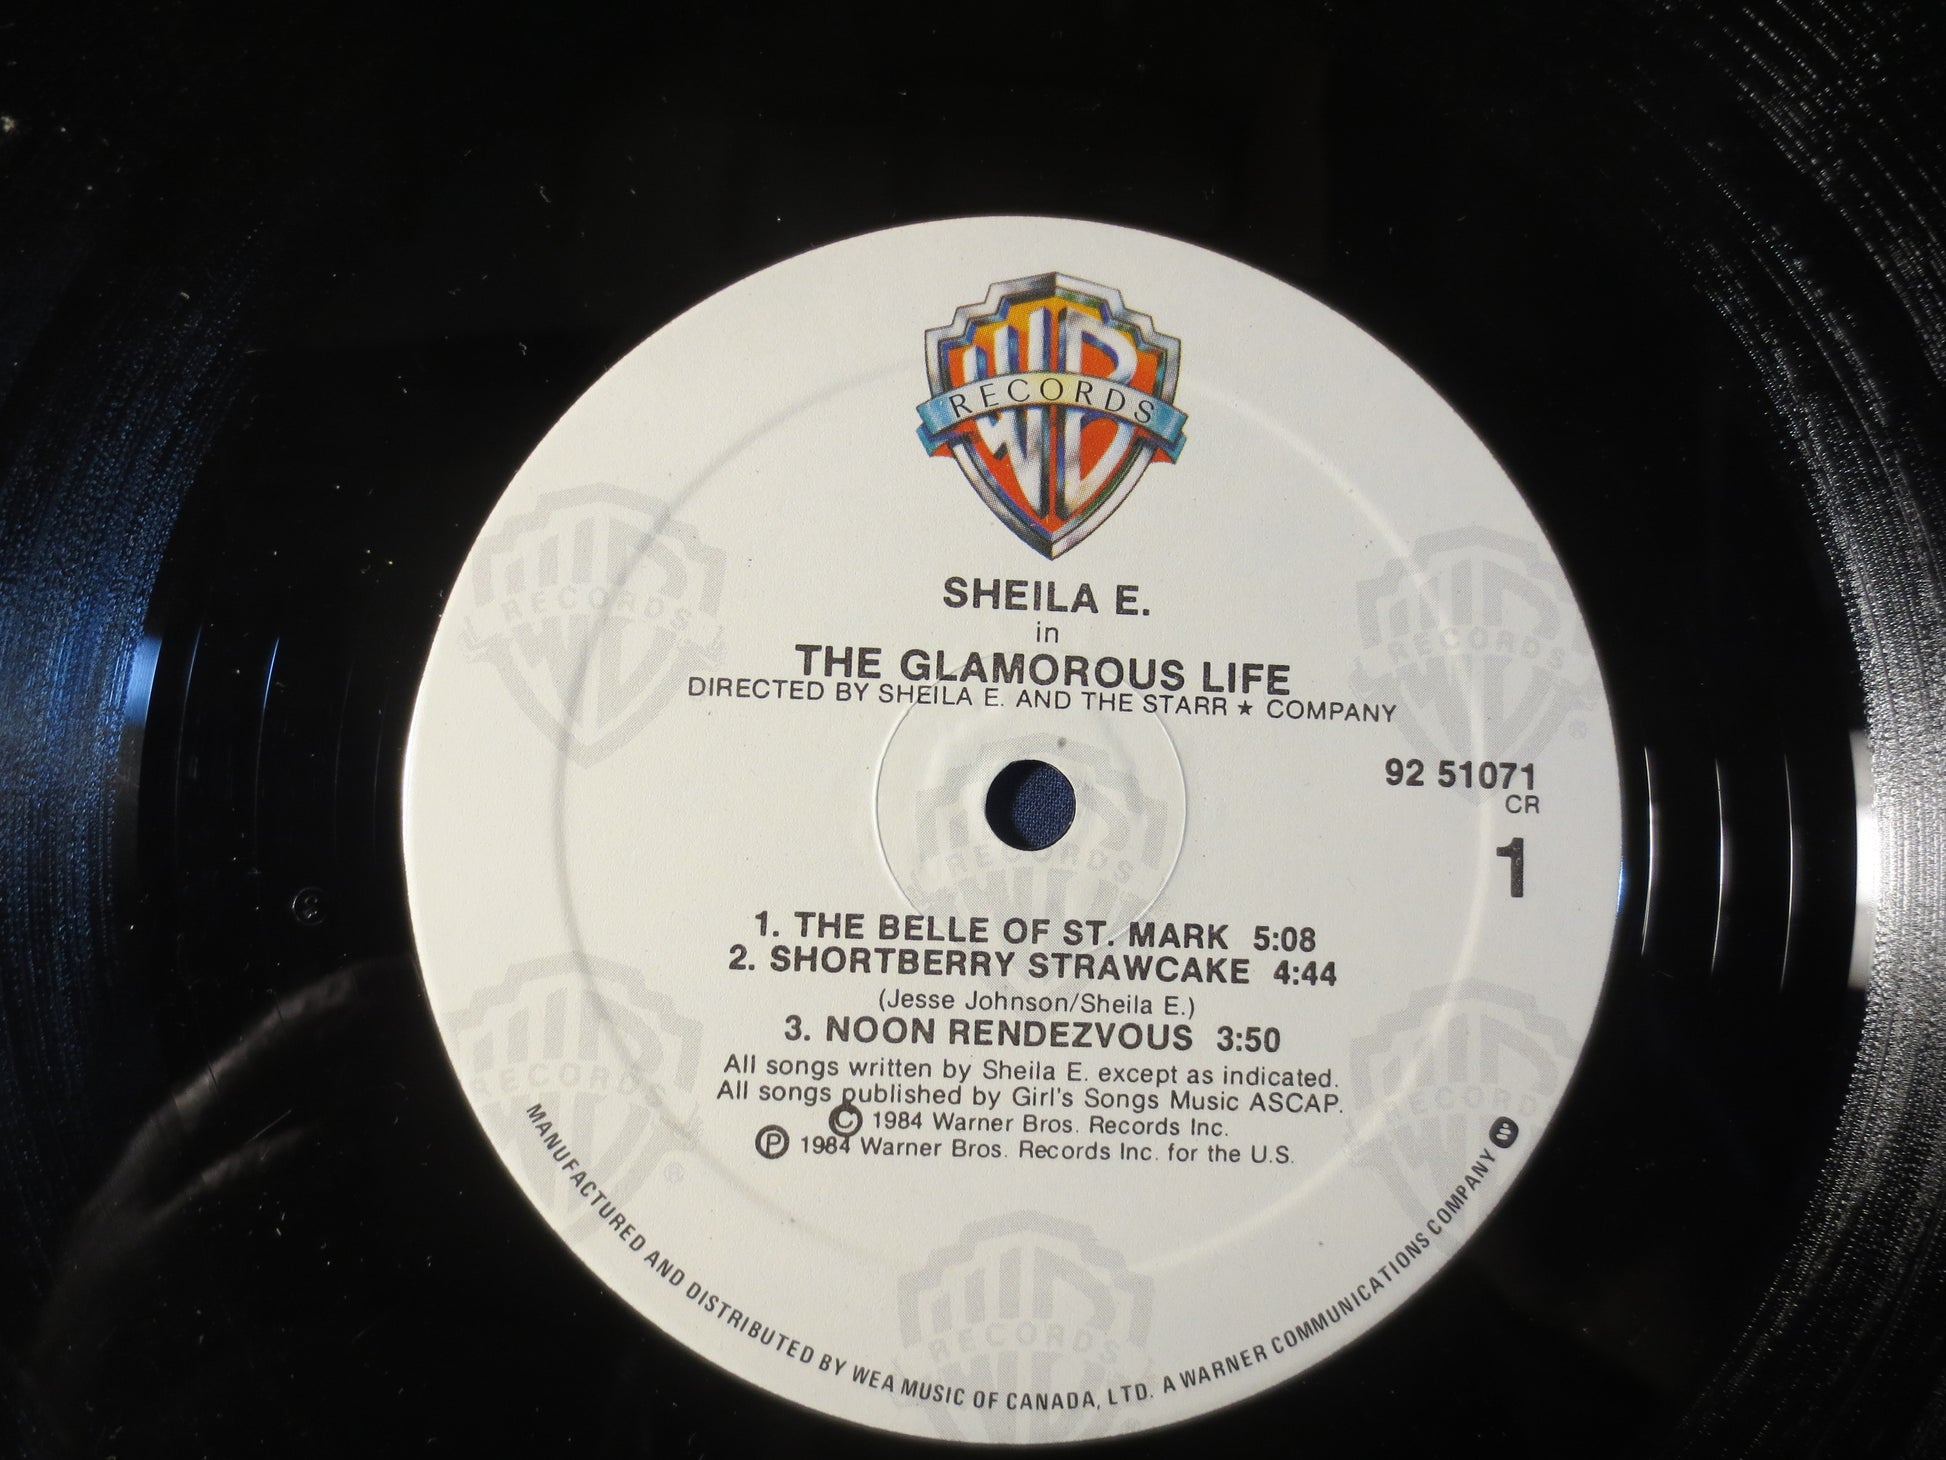 RECORDS
SHEILA E.
in
THE GLAMOROUS LIFE
DIRECTED BY SHEILA E. AND THE STARR ★ COMPANY
92 51071
CR
1
1. THE BELLE OF ST. MARK 5:08
2. SHORTBERRY STRAWCAKE 4:44
(Jesse Johnson/Sheila E.)
3. NOON RENDEZVOUS 3:50
All songs written by Sheila E. except as indicated.
All songs published by Girl's Songs Music ASCAP.
© 1984 Warner Bros. Records Inc.
℗ 1984 Warner Bros. Records Inc. for the U.S.
MANUFACTURED AND DISTRIBUTED BY WEA MUSIC OF CANADA, LTD. A WARNER COMMUNICATIONS COMPANY